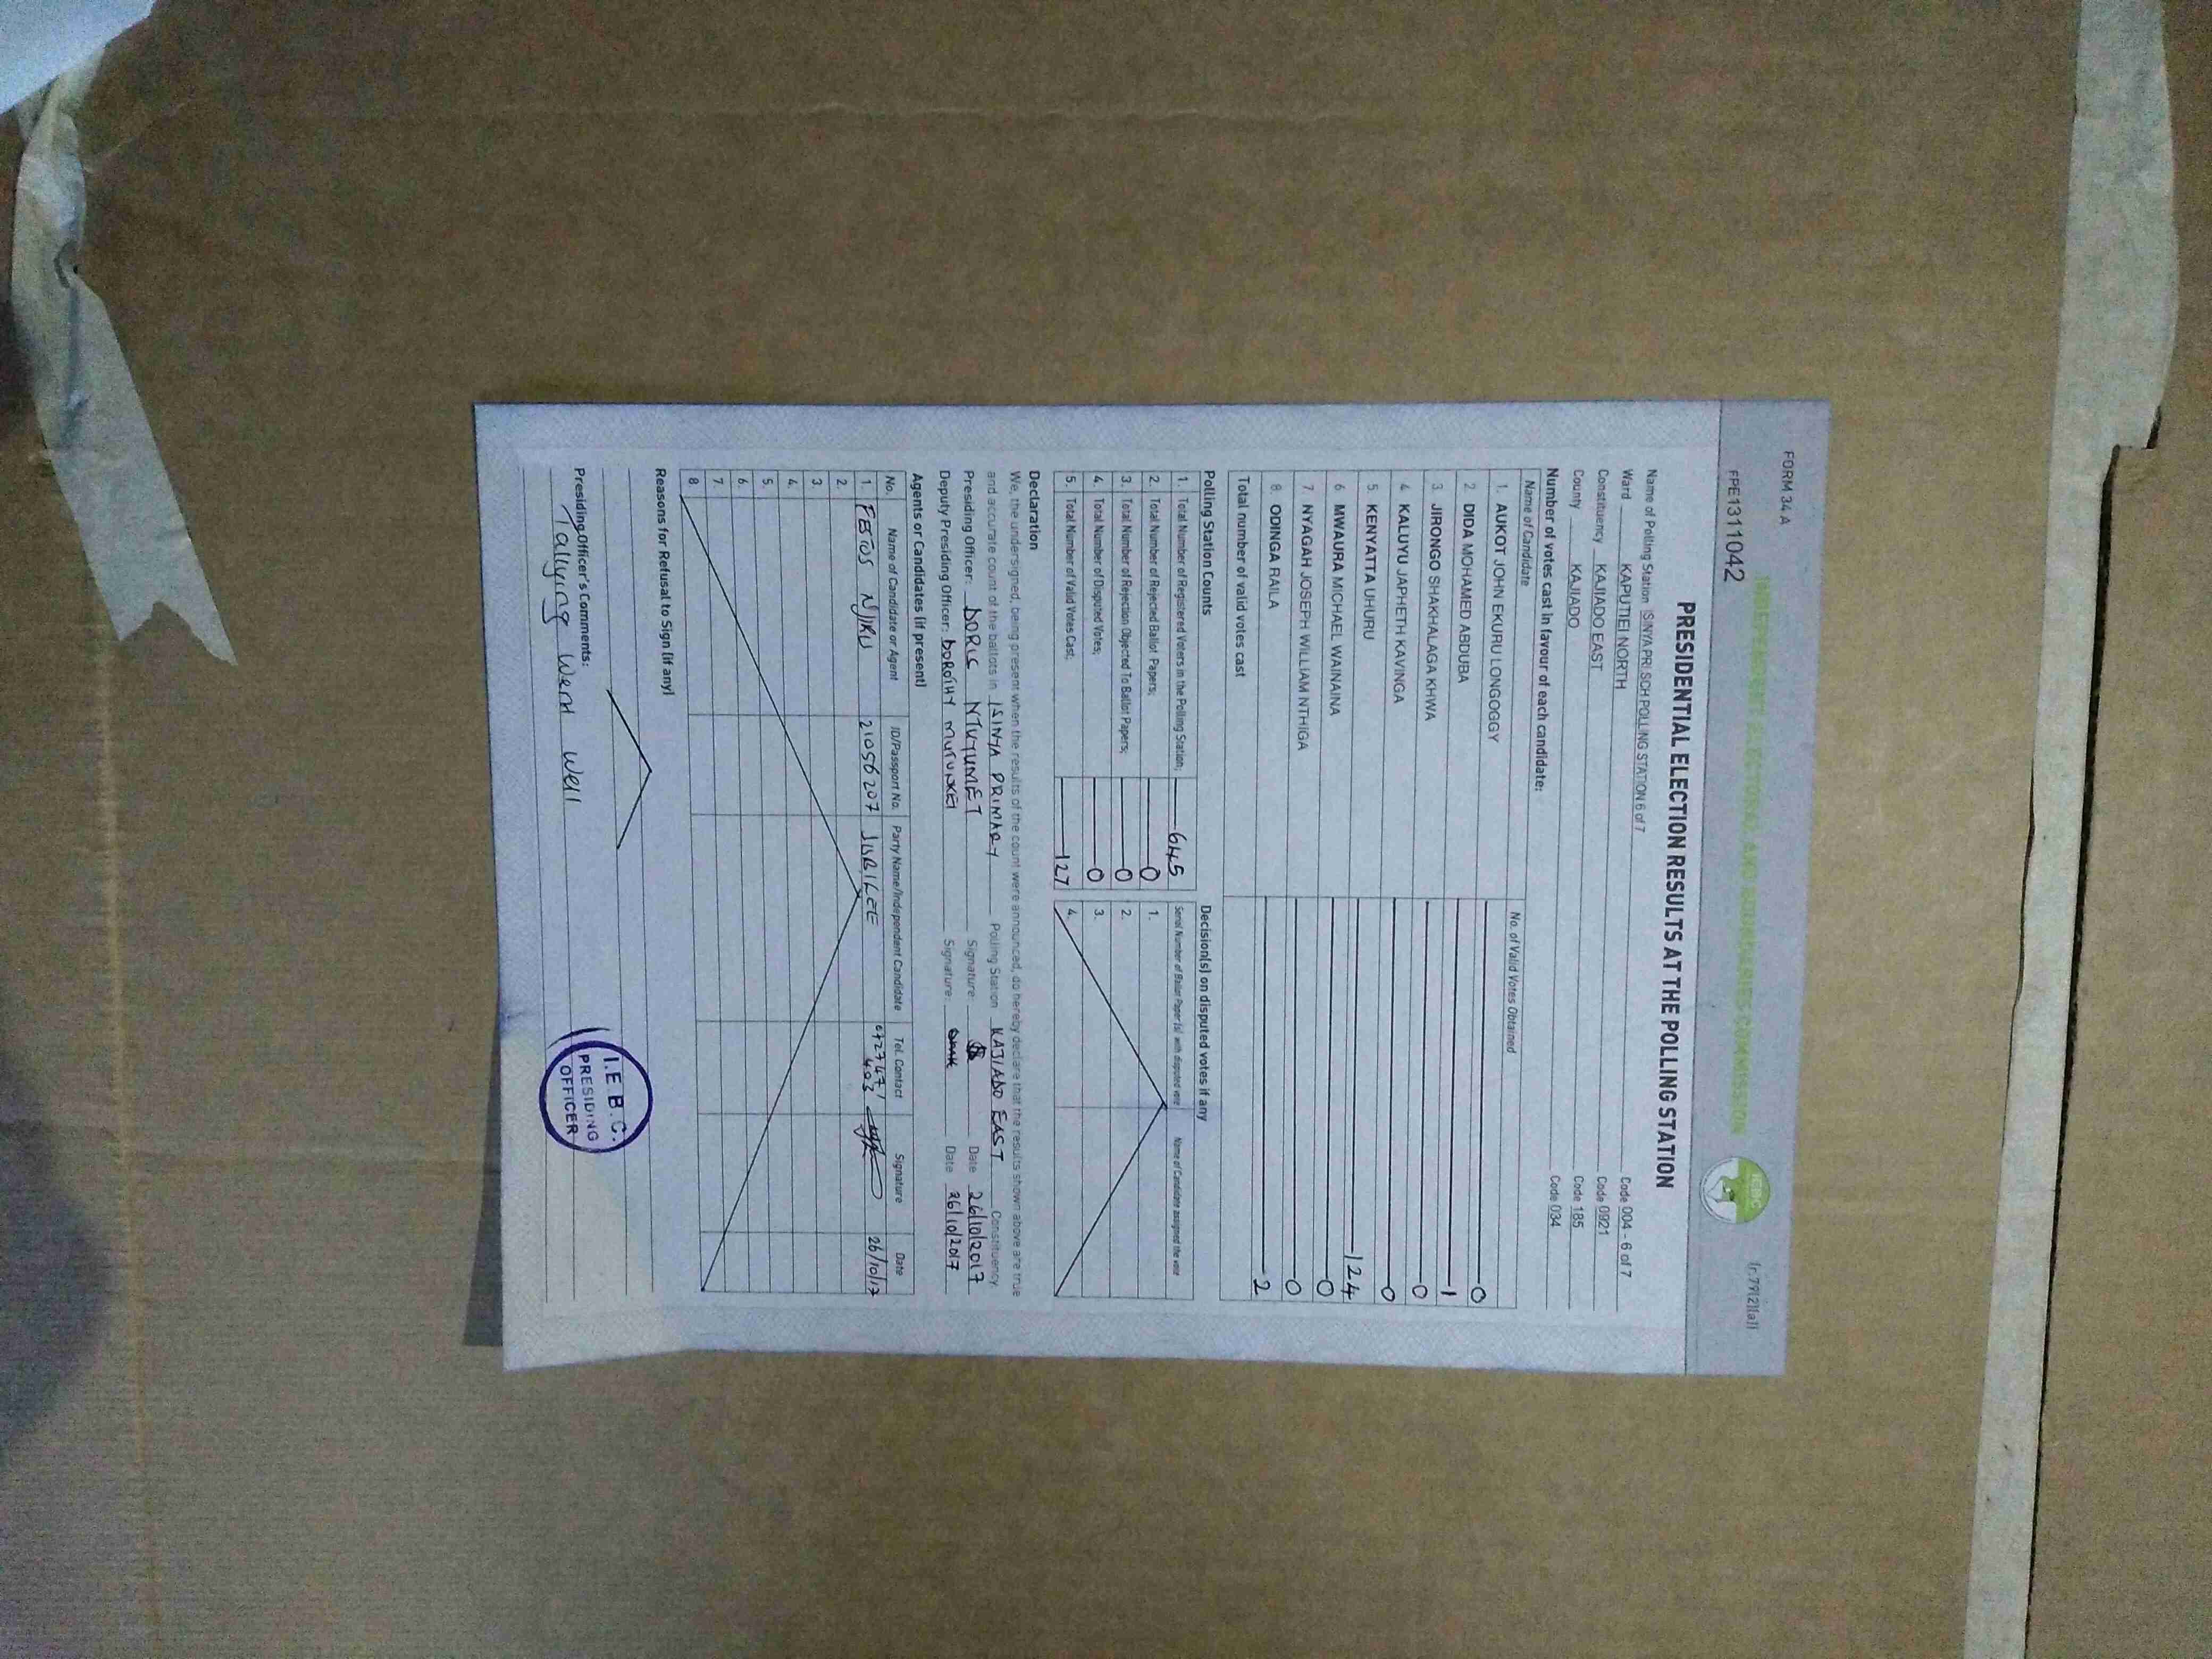 FORM 34 A
(r.79(2)(a))
INDEPENDENT ELECTORAL AND BOUNDARIES COMMISSION
IEBC
PRESIDENTIAL ELECTION RESULTS AT THE POLLING STATION
Name of Polling Station ISINYA PRI SCH POLLING STATION 6 of 7 Code 004 - 6 of 7
Ward KAPUTIEI NORTH Code 0921
Constituency KAJIADO EAST Code 185
County KAJIADO Code 034
Number of votes cast in favour of each candidate:
Name of Candidate No. of Valid Votes Obtained
1. AUKOT JOHN EKURU LONGOGGY 0
2. DIDA MOHAMED ABDUBA 1
3. JIRONGO SHAKHALAGA KHWA 0
4. KALUYU JAPHETH KAVINGA 0
5. KENYATTA UHURU 124
6. MWAURA MICHAEL WAINAINA 0
7. NYAGAH JOSEPH WILLIAM NTHIGA 0
8. ODINGA RAILA 2
Total number of valid votes cast
Polling Station Counts
1. Total Number of Registered Voters in the Polling Station; 645
2. Total Number of Rejected Ballot Papers; 0
3. Total Number of Rejection Objected To Ballot Papers; 0
4. Total Number of Disputed Votes; 0
5. Total Number of Valid Votes Cast; 127
Decision(s) on disputed votes if any
Serial Number of Ballot Paper (s) with disputed vote Name of Candidate assigned the vote
1.
2.
3.
4.
Declaration
We, the undersigned, being present when the results of the count were announced, do hereby declare that the results shown above are true
and accurate count of the ballots in ISINYA PRIMARY Polling Station KAJIADO EAST Constituency
Presiding Officer: DORIS Signature: Date 26/10/2017
Deputy Presiding Officer: DOROTHY Signature: Date 26/10/2017
Agents or Candidates (if present)
No. Name of Candidate or Agent ID/Passport No. Party Name/Independent Candidate Tel. Contact Signature Date
1. NJIRU 21056207 JUBILEE 26/10/17
2.
3.
4.
5.
6.
7.
8.
Reasons for Refusal to Sign (if any)
Presiding Officer's Comments:
Tallying Went Well
I.E.B.C.
PRESIDING
OFFICER